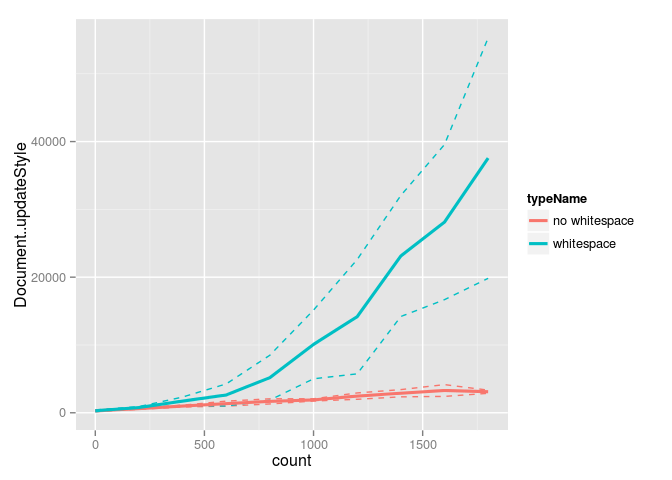 Document..updateStyle
40000
20000
0
0
500
1000
1500
count
typeName
no whitespace
whitespace